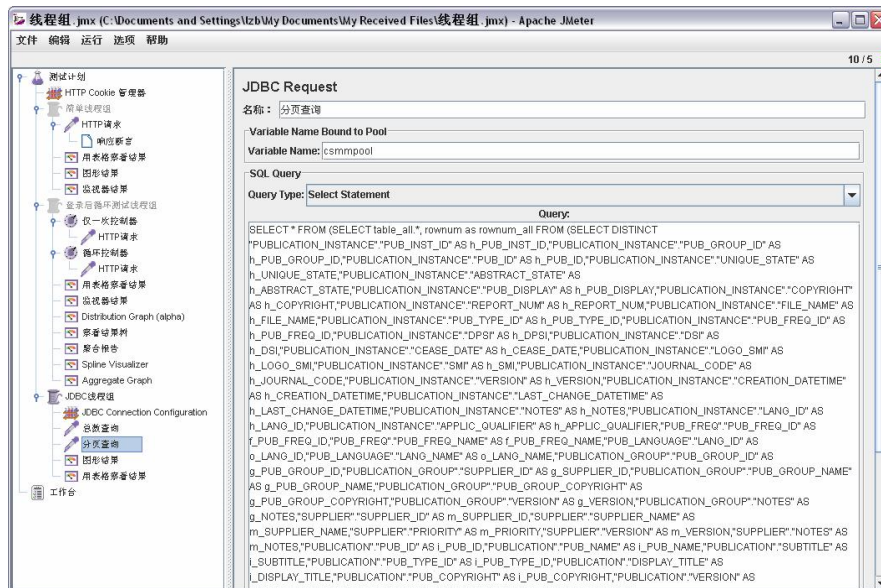 线程组.jmx (C:\Documents and Settings\lzb\My Documents\My Received Files\线程组.jmx) - Apache JMeter
文件 编辑 运行 选项 帮助
10 / 5
测试计划
HTTP Cookie 管理器
简单线程组
HTTP请求
响应断言
用表格察看结果
图形结果
监视器结果
登录后循环测试线程组
仅一次控制器
HTTP请求
循环控制器
HTTP请求
用表格察看结果
监视器结果
Distribution Graph (alpha)
察看结果树
聚合报告
Spline Visualizer
Aggregate Graph
JDBC线程组
JDBC Connection Configuration
总数查询
分页查询
图形结果
用表格察看结果
工作台
JDBC Request
名称： 分页查询
Variable Name Bound to Pool
Variable Name: csmmpool
SQL Query
Query Type: Select Statement
Query:
SELECT * FROM (SELECT table_all.*, rownum as rownum_all FROM (SELECT DISTINCT
"PUBLICATION_INSTANCE"."PUB_INST_ID" AS h_PUB_INST_ID,"PUBLICATION_INSTANCE"."PUB_GROUP_ID" AS
h_PUB_GROUP_ID,"PUBLICATION_INSTANCE"."PUB_ID" AS h_PUB_ID,"PUBLICATION_INSTANCE"."UNIQUE_STATE" AS
h_UNIQUE_STATE,"PUBLICATION_INSTANCE"."ABSTRACT_STATE" AS
h_ABSTRACT_STATE,"PUBLICATION_INSTANCE"."PUB_DISPLAY" AS h_PUB_DISPLAY,"PUBLICATION_INSTANCE"."COPYRIGHT"
AS h_COPYRIGHT,"PUBLICATION_INSTANCE"."REPORT_NUM" AS h_REPORT_NUM,"PUBLICATION_INSTANCE"."FILE_NAME" AS
h_FILE_NAME,"PUBLICATION_INSTANCE"."PUB_TYPE_ID" AS h_PUB_TYPE_ID,"PUBLICATION_INSTANCE"."PUB_FREQ_ID" AS
h_PUB_FREQ_ID,"PUBLICATION_INSTANCE"."DPSI" AS h_DPSI,"PUBLICATION_INSTANCE"."DSI" AS
h_DSI,"PUBLICATION_INSTANCE"."CEASE_DATE" AS h_CEASE_DATE,"PUBLICATION_INSTANCE"."LOGO_SMI" AS
h_LOGO_SMI,"PUBLICATION_INSTANCE"."SMI" AS h_SMI,"PUBLICATION_INSTANCE"."JOURNAL_CODE" AS
h_JOURNAL_CODE,"PUBLICATION_INSTANCE"."VERSION" AS h_VERSION,"PUBLICATION_INSTANCE"."CREATION_DATETIME"
AS h_CREATION_DATETIME,"PUBLICATION_INSTANCE"."LAST_CHANGE_DATETIME" AS
h_LAST_CHANGE_DATETIME,"PUBLICATION_INSTANCE"."NOTES" AS h_NOTES,"PUBLICATION_INSTANCE"."LANG_ID" AS
h_LANG_ID,"PUBLICATION_INSTANCE"."APPLIC_QUALIFIER" AS h_APPLIC_QUALIFIER,"PUB_FREQ"."PUB_FREQ_ID" AS
f_PUB_FREQ_ID,"PUB_FREQ"."PUB_FREQ_NAME" AS f_PUB_FREQ_NAME,"PUB_LANGUAGE"."LANG_ID" AS
o_LANG_ID,"PUB_LANGUAGE"."LANG_NAME" AS o_LANG_NAME,"PUBLICATION_GROUP"."PUB_GROUP_ID" AS
g_PUB_GROUP_ID,"PUBLICATION_GROUP"."SUPPLIER_ID" AS g_SUPPLIER_ID,"PUBLICATION_GROUP"."PUB_GROUP_NAME"
AS g_PUB_GROUP_NAME,"PUBLICATION_GROUP"."PUB_GROUP_COPYRIGHT" AS
g_PUB_GROUP_COPYRIGHT,"PUBLICATION_GROUP"."VERSION" AS g_VERSION,"PUBLICATION_GROUP"."NOTES" AS
g_NOTES,"SUPPLIER"."SUPPLIER_ID" AS m_SUPPLIER_ID,"SUPPLIER"."SUPPLIER_NAME" AS
m_SUPPLIER_NAME,"SUPPLIER"."PRIORITY" AS m_PRIORITY,"SUPPLIER"."VERSION" AS m_VERSION,"SUPPLIER"."NOTES" AS
m_NOTES,"PUBLICATION"."PUB_ID" AS i_PUB_ID,"PUBLICATION"."PUB_NAME" AS i_PUB_NAME,"PUBLICATION"."SUBTITLE" AS
i_SUBTITLE,"PUBLICATION"."PUB_TYPE_ID" AS i_PUB_TYPE_ID,"PUBLICATION"."DISPLAY_TITLE" AS
i_DISPLAY_TITLE,"PUBLICATION"."PUB_COPYRIGHT" AS i_PUB_COPYRIGHT,"PUBLICATION"."VERSION" AS